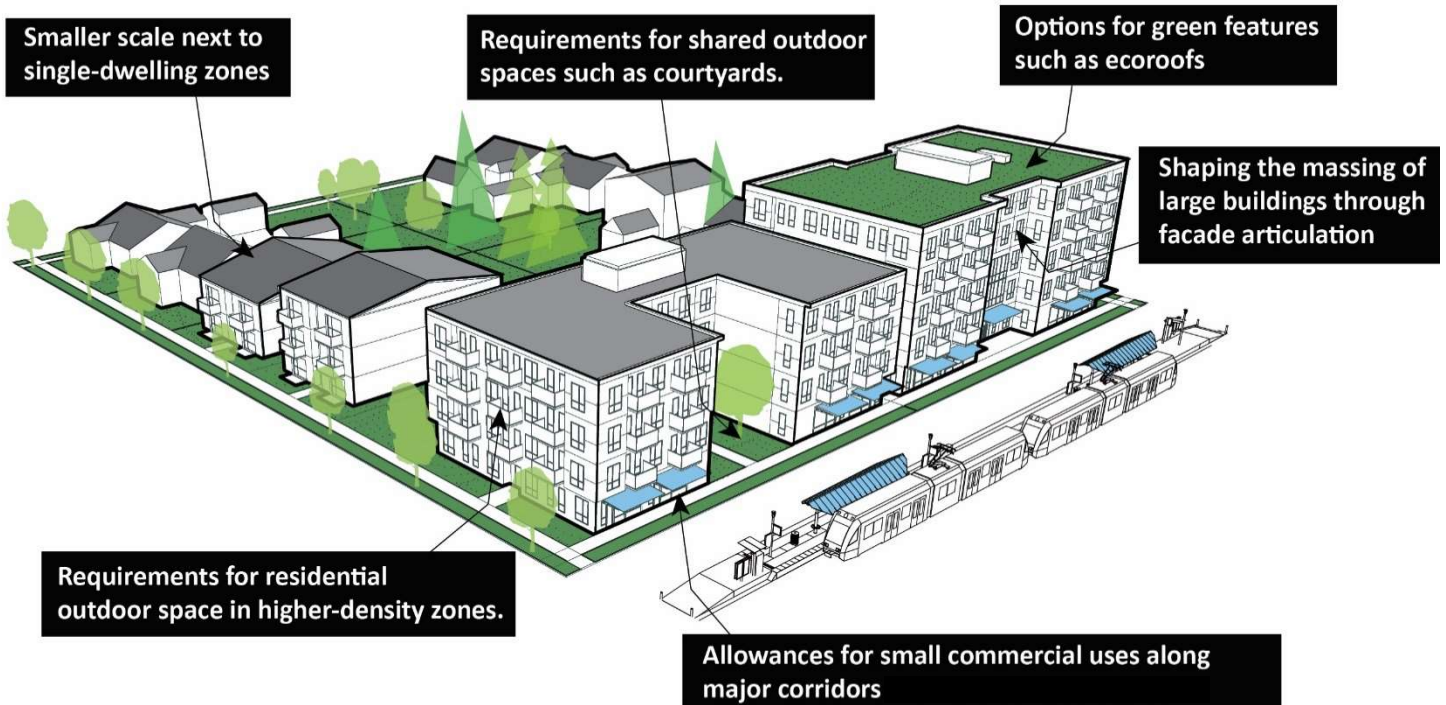 Smaller scale next to
single-dwelling zones
Requirements for shared outdoor
spaces such as courtyards.
Options for green features
such as ecoroofs
Shaping the massing of
large buildings through
facade articulation
Requirements for residential
outdoor space in higher-density zones.
Allowances for small commercial uses along
major corridors